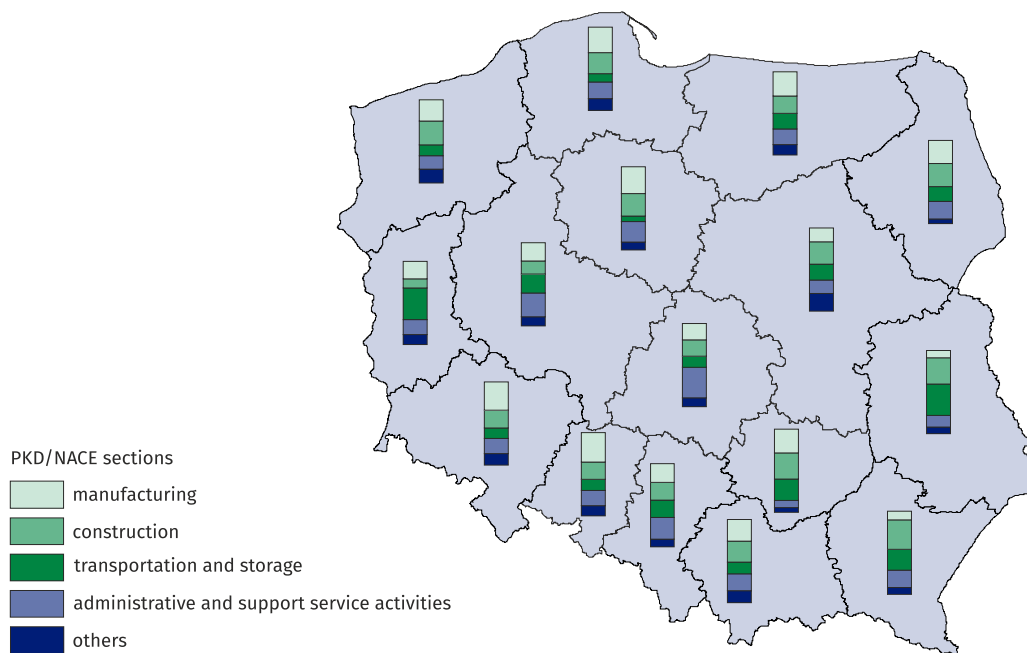 PKD/NACE sections
manufacturing
construction
transportation and storage
administrative and support service activities
others